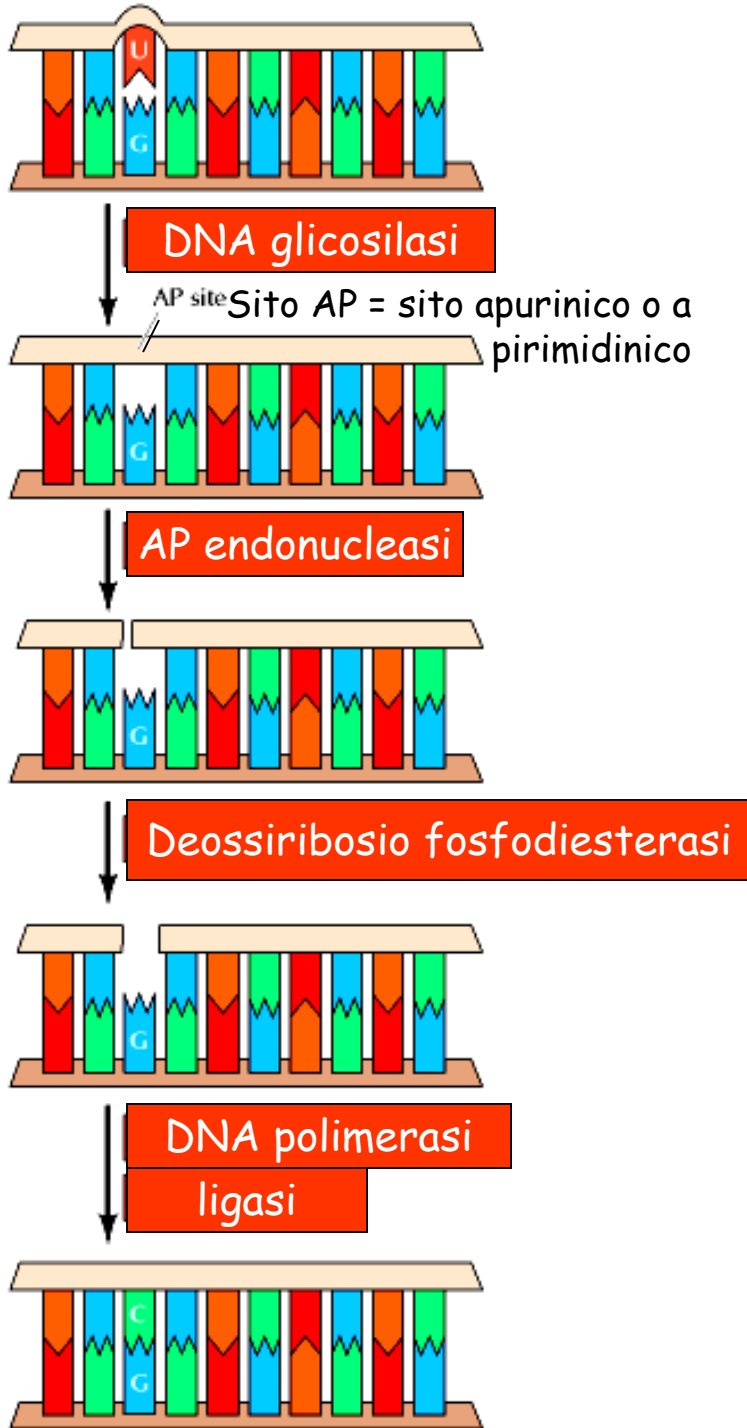 U
G
DNA glicosilasi
AP site Sito AP = sito apurinico o a
pirimidinico
G
AP endonucleasi
G
Deossiribosio fosfodiesterasi
G
DNA polimerasi
ligasi
C
G